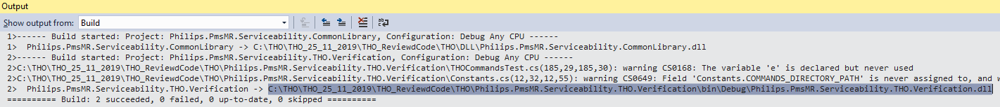 Output
Show output from: Build
1>------ Build started: Project: Philips.PmsMR.Serviceability.CommonLibrary, Configuration: Debug Any CPU ------
1>  Philips.PmsMR.Serviceability.CommonLibrary -> C:\THO\THO_25_11_2019\THO_ReviewdCode\THO\DLL\Philips.PmsMR.Serviceability.CommonLibrary.dll
2>------ Build started: Project: Philips.PmsMR.Serviceability.THO.Verification, Configuration: Debug Any CPU ------
2>C:\THO\THO_25_11_2019\THO_ReviewdCode\THO\Philips.PmsMR.Serviceability.THO.Verification\THOCommandsTest.cs(185,29,185,30): warning CS0168: The variable 'e' is declared but never used
2>C:\THO\THO_25_11_2019\THO_ReviewdCode\THO\Philips.PmsMR.Serviceability.THO.Verification\Constants.cs(12,32,12,55): warning CS0649: Field 'Constants.COMMANDS_DIRECTORY_PATH' is never assigned to, and
2>  Philips.PmsMR.Serviceability.THO.Verification -> C:\THO\THO_25_11_2019\THO_ReviewdCode\THO\Philips.PmsMR.Serviceability.THO.Verification\bin\Debug\Philips.PmsMR.Serviceability.THO.Verification.dll
========== Build: 2 succeeded, 0 failed, 0 up-to-date, 0 skipped ==========